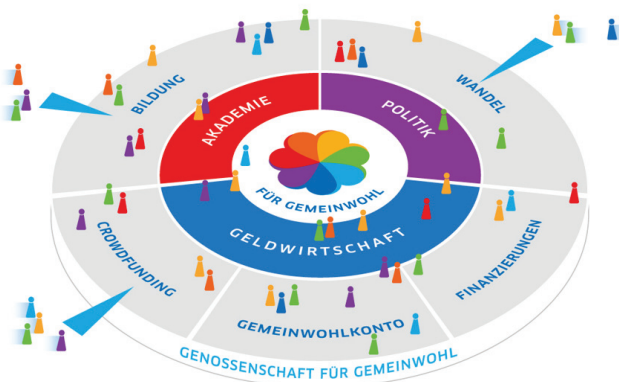 BILDUNG
WANDEL
AKADEMIE
POLITIK
FÜR GEMEINWOHL
GELDWIRTSCHAFT
CROWDFUNDING
FINANZIERUNGEN
GEMEINWOHLKONTO
GENOSSENSCHAFT FÜR GEMEINWOHL